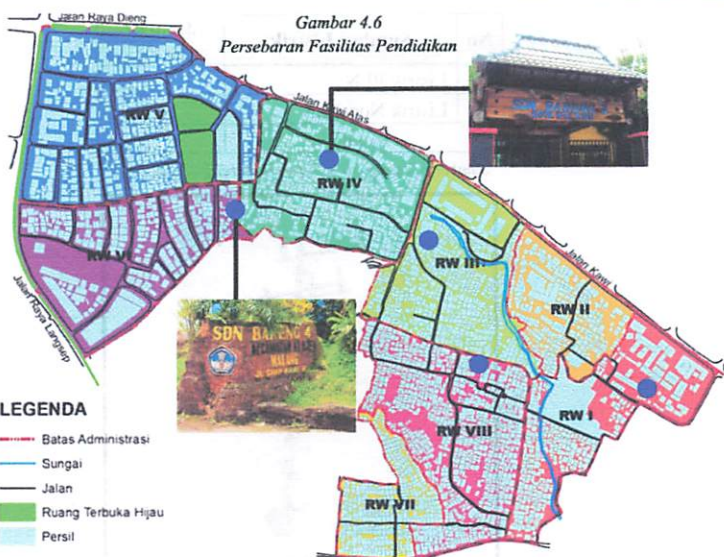 Jalan Raya Dieng
Gambar 4.6
Persebaran Fasilitas Pendidikan
Jalan Kawi Atas
RW V
RW IV
RW VI
RW III
Jalan Kawi
RW II
Jalan Raya Langsep
SDN BARENG 4
MALANG
RW I
RW VIII
RW VII
LEGENDA
Batas Administrasi
Sungai
Jalan
Ruang Terbuka Hijau
Persil